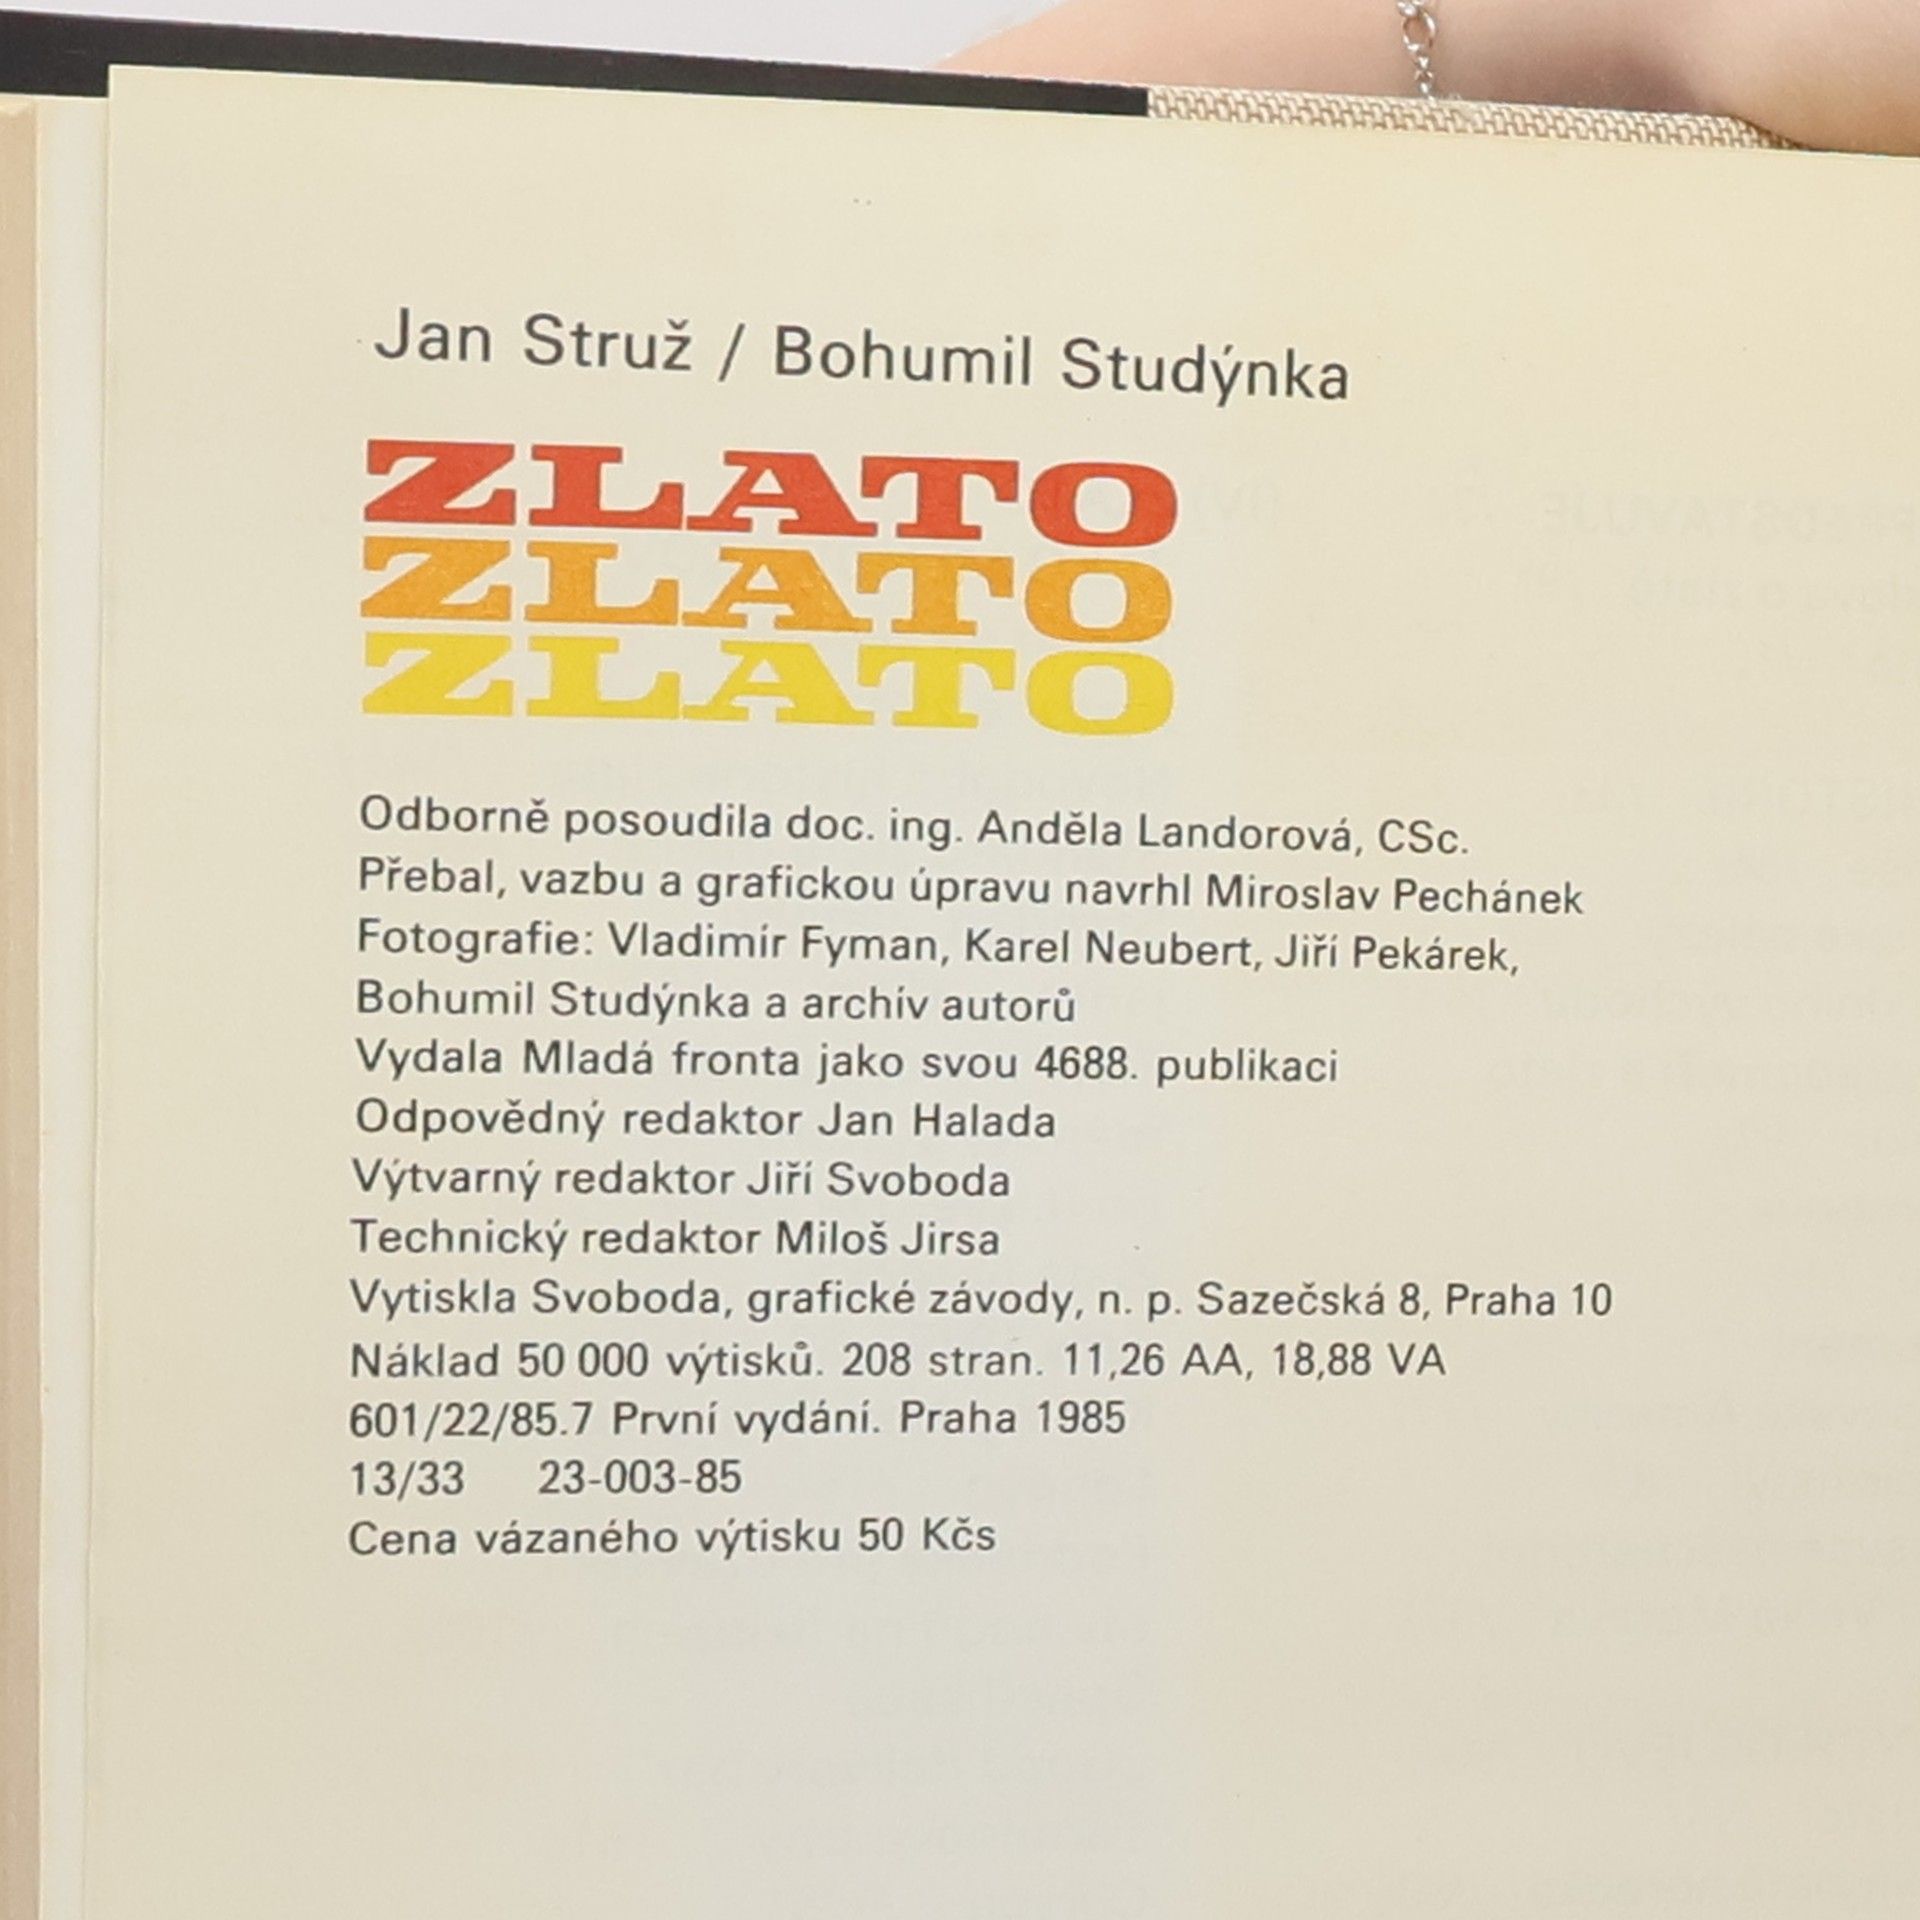 Jan Struž / Bohumil Studýnka
ZLATO
ZLATO
ZLATO
Odborně posoudila doc. ing. Anděla Landorová, CSc.
Přebal, vazbu a grafickou úpravu navrhl Miroslav Pechánek
Fotografie: Vladimír Fyman, Karel Neubert, Jiří Pekárek,
Bohumil Studýnka a archív autorů
Vydala Mladá fronta jako svou 4688. publikaci
Odpovědný redaktor Jan Halada
Výtvarný redaktor Jiří Svoboda
Technický redaktor Miloš Jirsa
Vytiskla Svoboda, grafické závody, n. p. Sazečská 8, Praha 10
Náklad 50 000 výtisků. 208 stran. 11,26 AA, 18,88 VA
601/22/85.7 První vydání. Praha 1985
13/33 23-003-85
Cena vázaného výtisku 50 Kčs